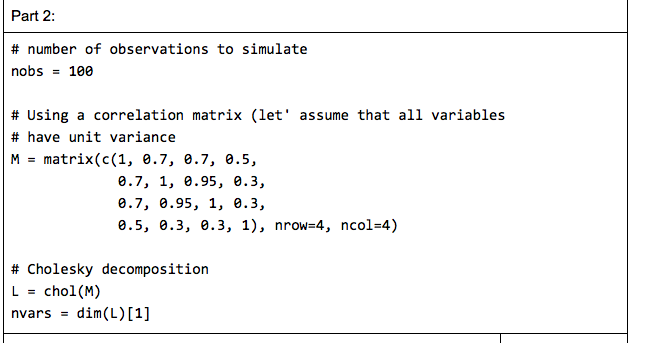 Part 2:
# number of observations to simulate
nobs = 100
# Using a correlation matrix (let' assume that all variables
# have unit variance
M = matrix(c(1, 0.7, 0.7, 0.5,
0.7, 1, 0.95, 0.3,
0.7, 0.95, 1, 0.3,
0.5, 0.3, 0.3, 1), nrow=4, ncol=4)
# Cholesky decomposition
L = chol(M)
nvars = dim(L)[1]